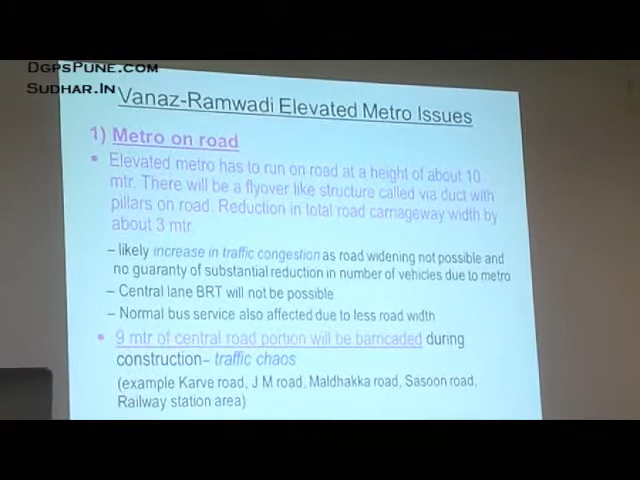 DGPSPUNE.COM
SUDHAR.IN
Vanaz-Ramwadi Elevated Metro Issues
1) Metro on road
• Elevated metro has to run on road at a height of about 10
mtr. There will be a flyover like structure called via duct with
pillars on road. Reduction in total road carriageway width by
about 3 mtr
– likely increase in traffic congestion as road widening not possible and
no guaranty of substantial reduction in number of vehicles due to metro
– Central lane BRT will not be possible
– Normal bus service also affected due to less road width
• 9 mtr of central road portion will be barricaded during
construction– traffic chaos
(example Karve road, J M road, Maldhakka road, Sasoon road,
Railway station area)